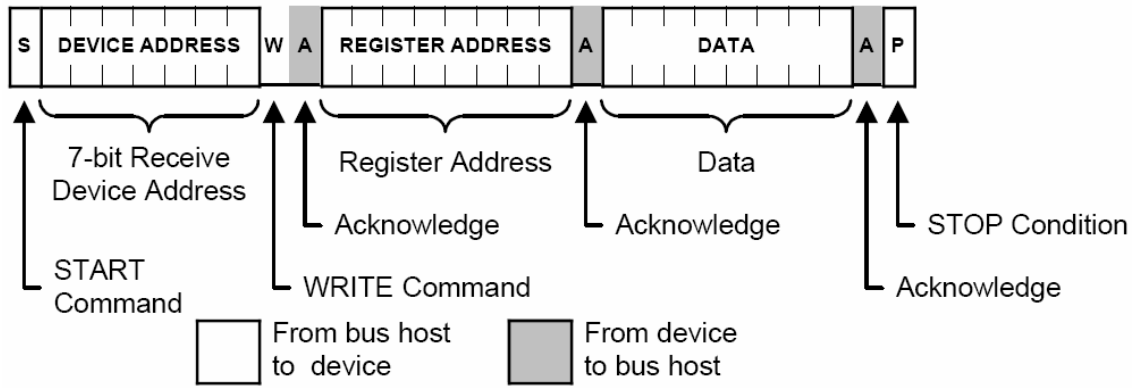 S DEVICE ADDRESS W A REGISTER ADDRESS A DATA A P
7-bit Receive
Device Address
Register Address
Data
Acknowledge
Acknowledge
STOP Condition
START
Command
WRITE Command
Acknowledge
From bus host
to device
From device
to bus host